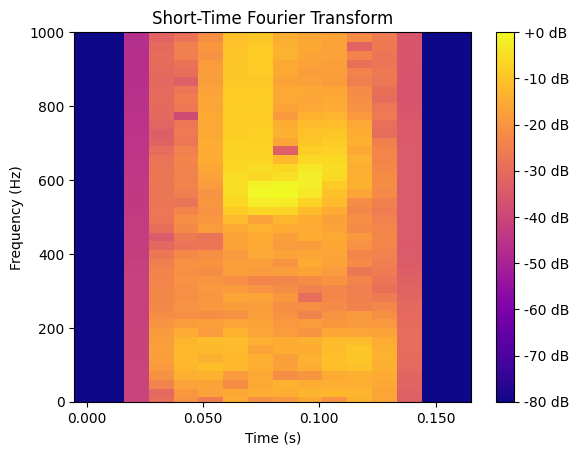 Short-Time Fourier Transform
1000
800
600
400
200
0
Frequency (Hz)
0.000
0.050
0.100
0.150
Time (s)
+0 dB
-10 dB
-20 dB
-30 dB
-40 dB
-50 dB
-60 dB
-70 dB
-80 dB